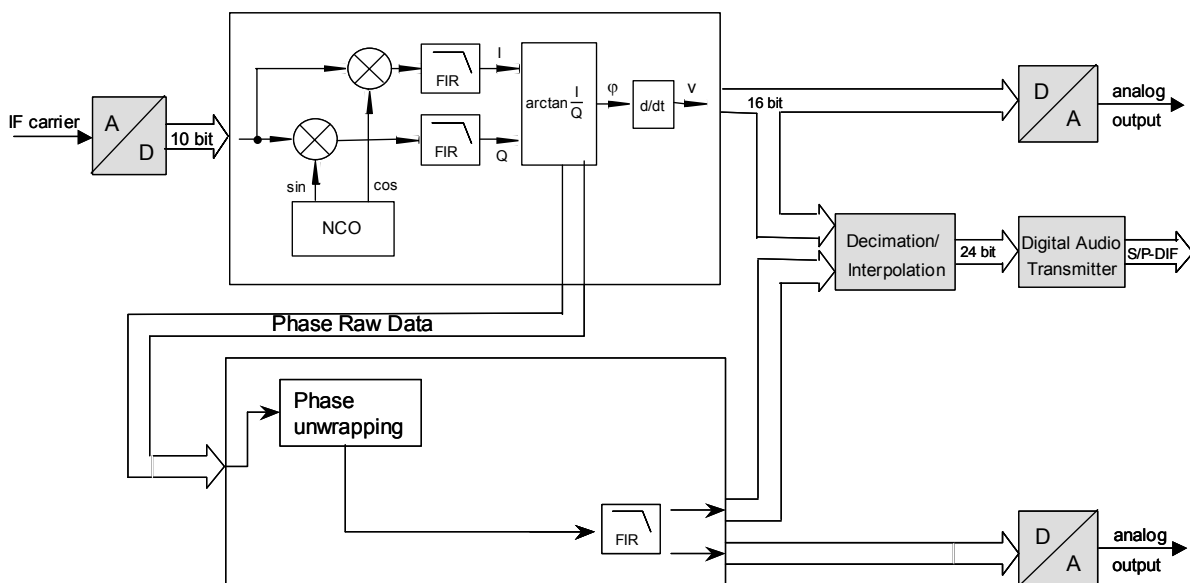 IF carrier
A
D
10 bit
sin
cos
NCO
FIR
I
FIR
Q
arctan I/Q
φ
d/dt
v
16 bit
D
A
analog
output
Decimation/
Interpolation
24 bit
Digital Audio
Transmitter
S/P-DIF
Phase Raw Data
Phase
unwrapping
FIR
D
A
analog
output